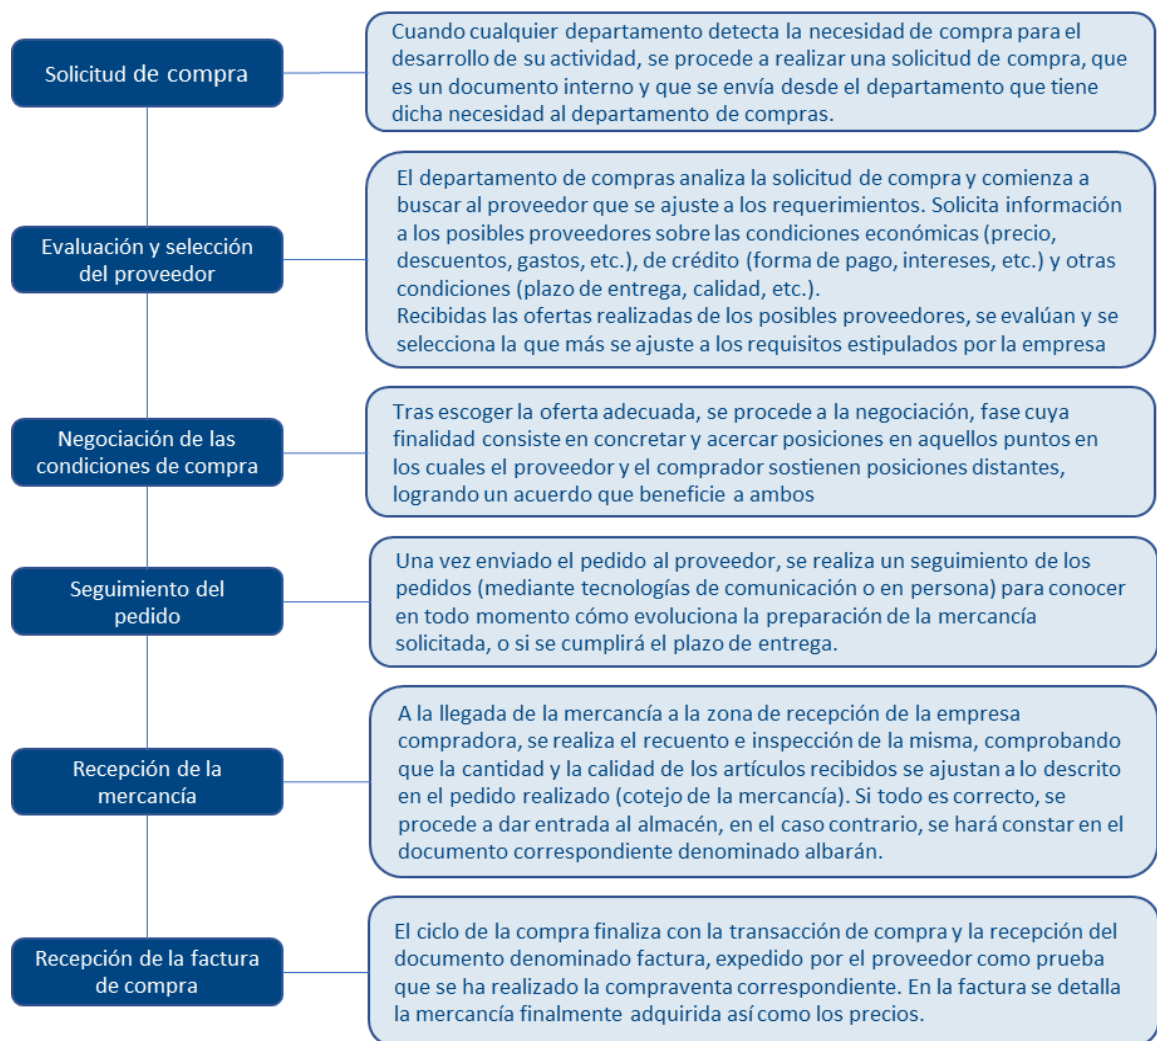 Solicitud de compra
Cuando cualquier departamento detecta la necesidad de compra para el
desarrollo de su actividad, se procede a realizar una solicitud de compra, que
es un documento interno y que se envía desde el departamento que tiene
dicha necesidad al departamento de compras.
Evaluación y selección
del proveedor
El departamento de compras analiza la solicitud de compra y comienza a
buscar al proveedor que se ajuste a los requerimientos. Solicita información
a los posibles proveedores sobre las condiciones económicas (precio,
descuentos, gastos, etc.), de crédito (forma de pago, intereses, etc.) y otras
condiciones (plazo de entrega, calidad, etc.).
Recibidas las ofertas realizadas de los posibles proveedores, se evalúan y se
selecciona la que más se ajuste a los requisitos estipulados por la empresa
Negociación de las
condiciones de compra
Tras escoger la oferta adecuada, se procede a la negociación, fase cuya
finalidad consiste en concretar y acercar posiciones en aquellos puntos en
los cuales el proveedor y el comprador sostienen posiciones distantes,
logrando un acuerdo que beneficie a ambos
Seguimiento del
pedido
Una vez enviado el pedido al proveedor, se realiza un seguimiento de los
pedidos (mediante tecnologías de comunicación o en persona) para conocer
en todo momento cómo evoluciona la preparación de la mercancía
solicitada, o si se cumplirá el plazo de entrega.
Recepción de la
mercancía
A la llegada de la mercancía a la zona de recepción de la empresa
compradora, se realiza el recuento e inspección de la misma, comprobando
que la cantidad y la calidad de los artículos recibidos se ajustan a lo descrito
en el pedido realizado (cotejo de la mercancía). Si todo es correcto, se
procede a dar entrada al almacén, en el caso contrario, se hará constar en el
documento correspondiente denominado albarán.
Recepción de la factura
de compra
El ciclo de la compra finaliza con la transacción de compra y la recepción del
documento denominado factura, expedido por el proveedor como prueba
que se ha realizado la compraventa correspondiente. En la factura se detalla
la mercancía finalmente adquirida así como los precios.